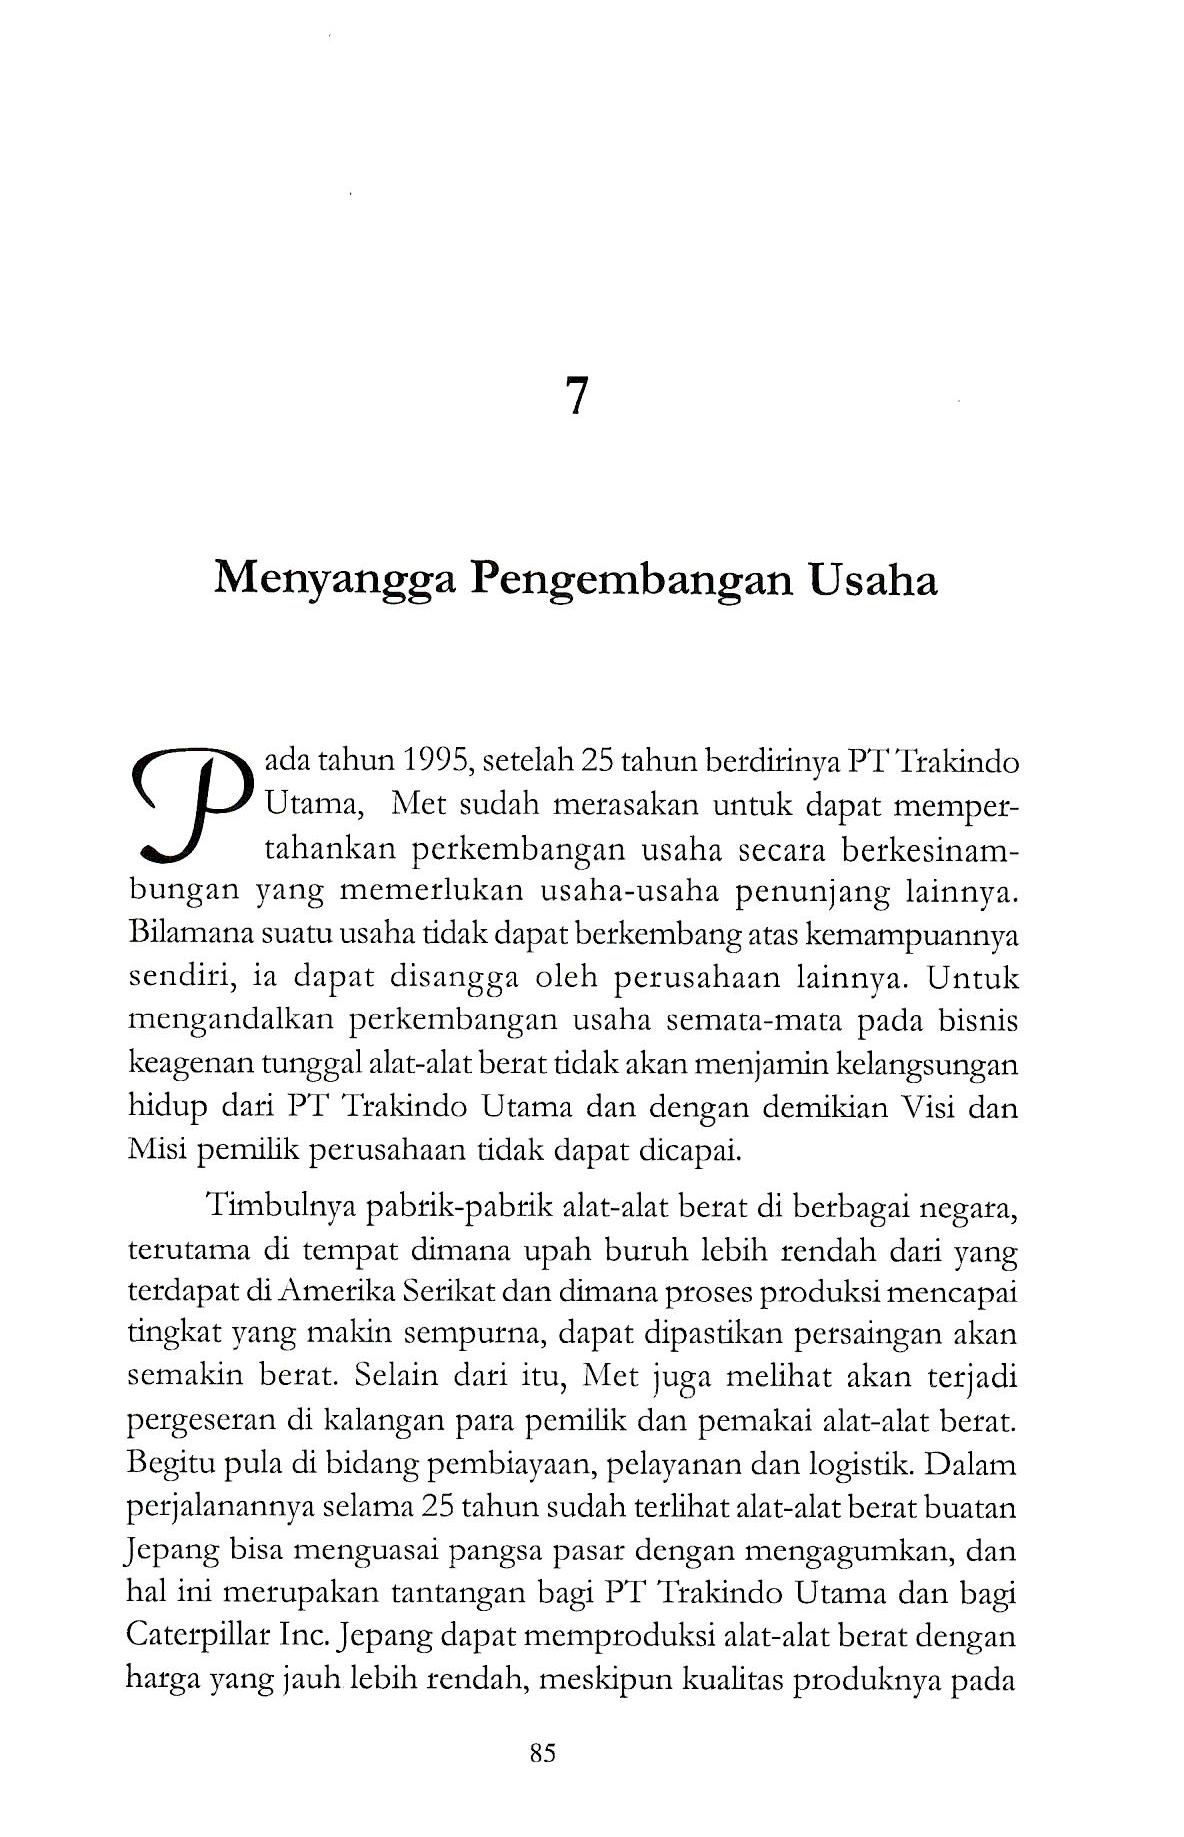 7
Menyangga Pengembangan Usaha
Pada tahun 1995, setelah 25 tahun berdirinya PT Trakindo
Utama, Met sudah merasakan untuk dapat memper-
tahankan perkembangan usaha secara berkesinam-
bungan yang memerlukan usaha-usaha penunjang lainnya.
Bilamana suatu usaha tidak dapat berkembang atas kemampuannya
sendiri, ia dapat disangga oleh perusahaan lainnya. Untuk
mengandalkan perkembangan usaha semata-mata pada bisnis
keagenan tunggal alat-alat berat tidak akan menjamin kelangsungan
hidup dari PT Trakindo Utama dan dengan demikian Visi dan
Misi pemilik perusahaan tidak dapat dicapai.
Timbulnya pabrik-pabrik alat-alat berat di berbagai negara,
terutama di tempat dimana upah buruh lebih rendah dari yang
terdapat di Amerika Serikat dan dimana proses produksi mencapai
tingkat yang makin sempurna, dapat dipastikan persaingan akan
semakin berat. Selain dari itu, Met juga melihat akan terjadi
pergeseran di kalangan para pemilik dan pemakai alat-alat berat.
Begitu pula di bidang pembiayaan, pelayanan dan logistik. Dalam
perjalanannya selama 25 tahun sudah terlihat alat-alat berat buatan
Jepang bisa menguasai pangsa pasar dengan mengagumkan, dan
hal ini merupakan tantangan bagi PT Trakindo Utama dan bagi
Caterpillar Inc. Jepang dapat memproduksi alat-alat berat dengan
harga yang jauh lebih rendah, meskipun kualitas produknya pada
85